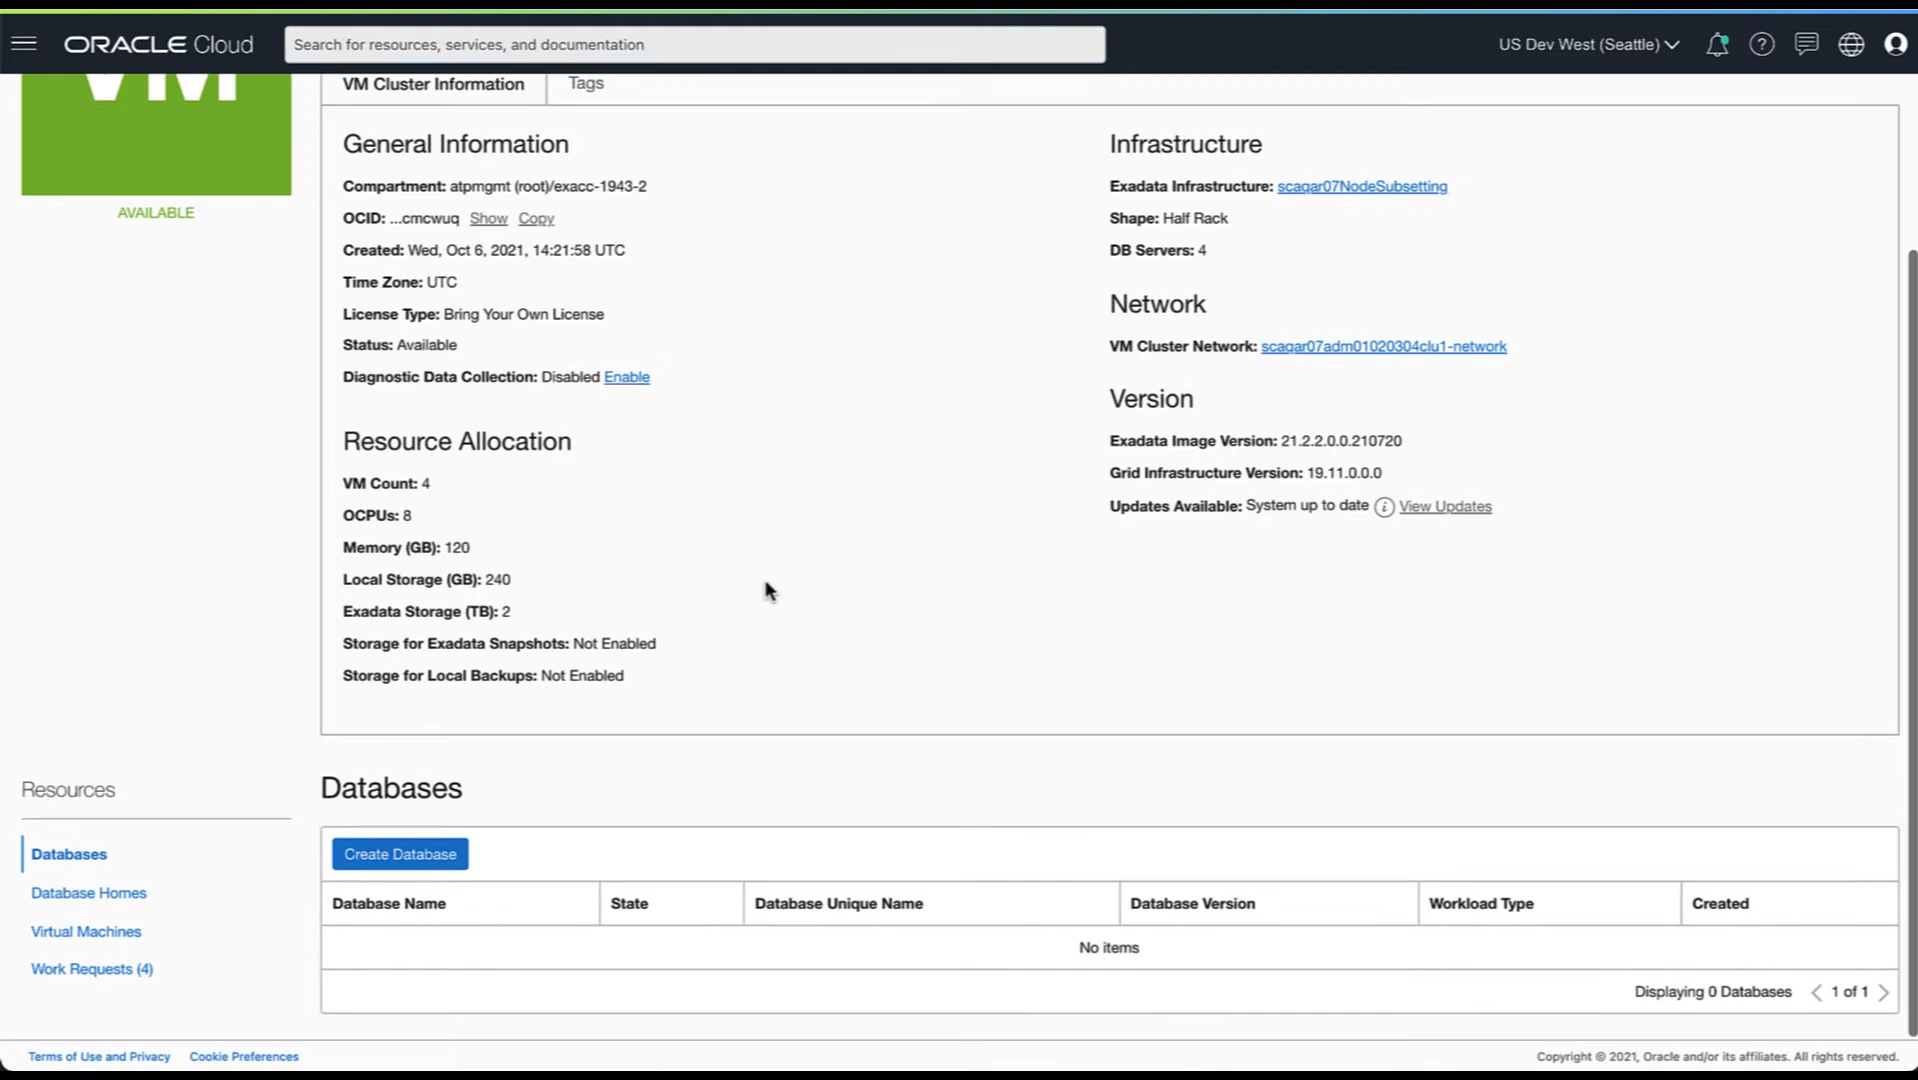 ORACLE Cloud
Search for resources, services, and documentation
US Dev West (Seattle)
VM
AVAILABLE
VM Cluster Information
Tags
General Information
Compartment: atpmgmt (root)/exacc-1943-2
OCID: ...cmcwuq Show Copy
Created: Wed, Oct 6, 2021, 14:21:58 UTC
Time Zone: UTC
License Type: Bring Your Own License
Status: Available
Diagnostic Data Collection: Disabled Enable
Resource Allocation
VM Count: 4
OCPUs: 8
Memory (GB): 120
Local Storage (GB): 240
Exadata Storage (TB): 2
Storage for Exadata Snapshots: Not Enabled
Storage for Local Backups: Not Enabled
Infrastructure
Exadata Infrastructure: scaqar07NodeSubsetting
Shape: Half Rack
DB Servers: 4
Network
VM Cluster Network: scaqar07adm01020304clu1-network
Version
Exadata Image Version: 21.2.2.0.0.210720
Grid Infrastructure Version: 19.11.0.0.0
Updates Available: System up to date View Updates
Resources
Databases
Database Homes
Virtual Machines
Work Requests (4)
Databases
Create Database
Database Name State Database Unique Name Database Version Workload Type Created
No items
Displaying 0 Databases 1 of 1
Terms of Use and Privacy Cookie Preferences
Copyright © 2021, Oracle and/or its affiliates. All rights reserved.